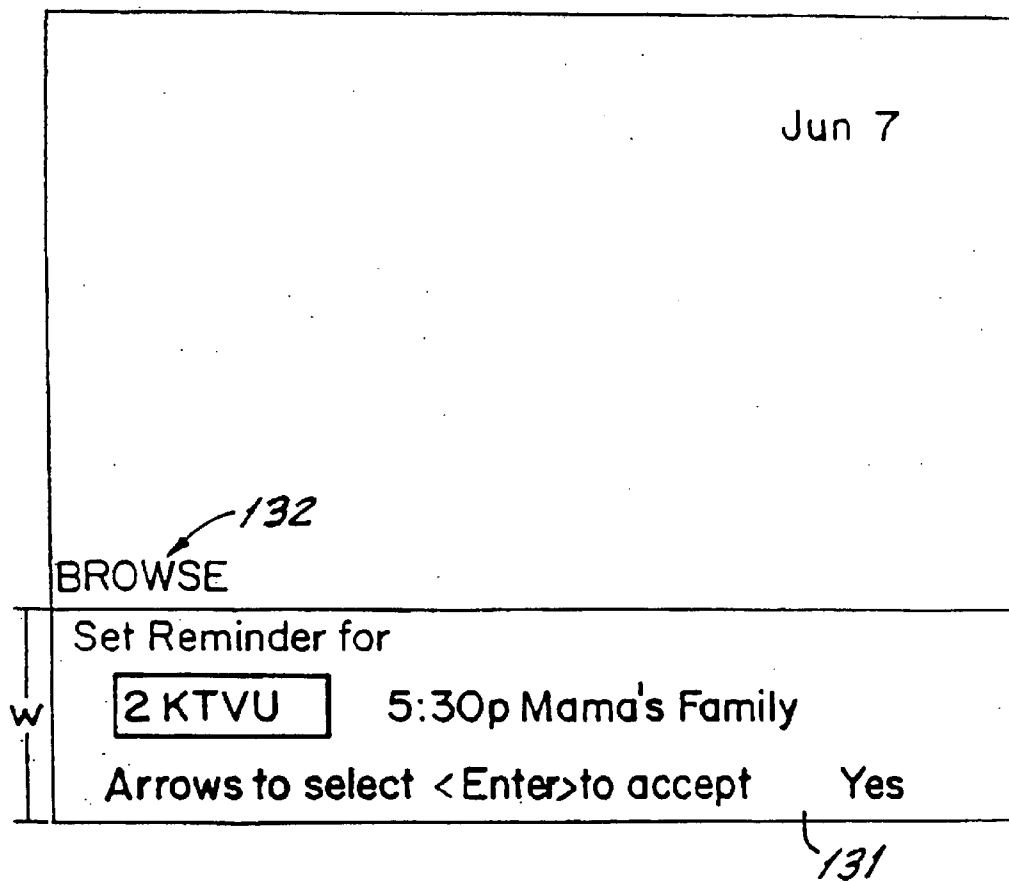 Jun 7
132
BROWSE
Set Reminder for
W
2 KTVU 5:30p Mama's Family
Arrows to select <Enter>to accept Yes
131